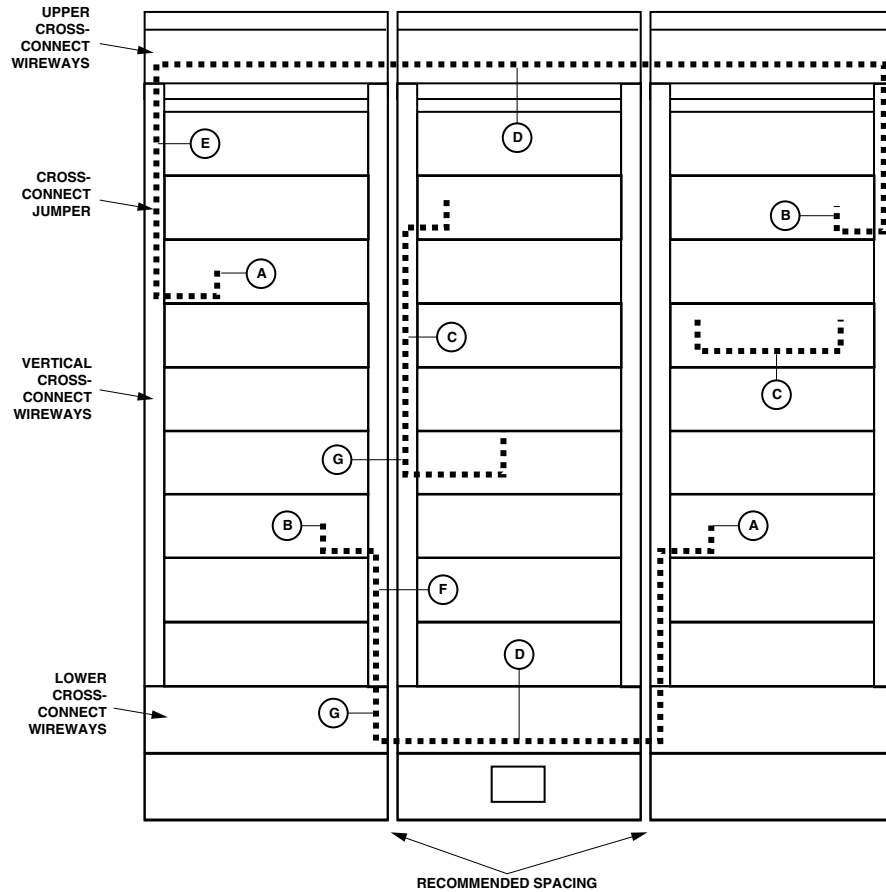 UPPER
CROSS-
CONNECT
WIREWAYS
D
E
CROSS-
CONNECT
JUMPER
B
A
C
VERTICAL
CROSS-
CONNECT
WIREWAYS
C
G
B
A
F
D
LOWER
CROSS-
CONNECT
WIREWAYS
G
RECOMMENDED SPACING